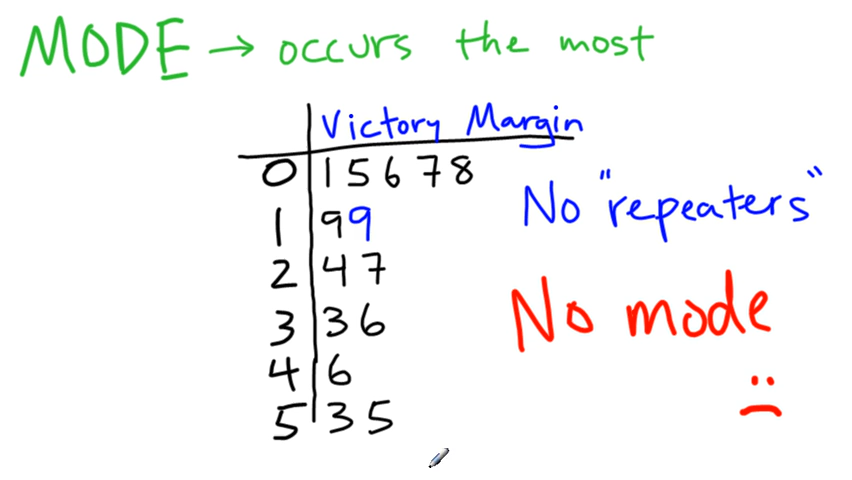 MODE → occurs the most
Victory Margin
0 | 1 5 6 7 8
1 | 9 9
2 | 4 7
3 | 3 6
4 | 6
5 | 3 5
No "repeaters"
No mode